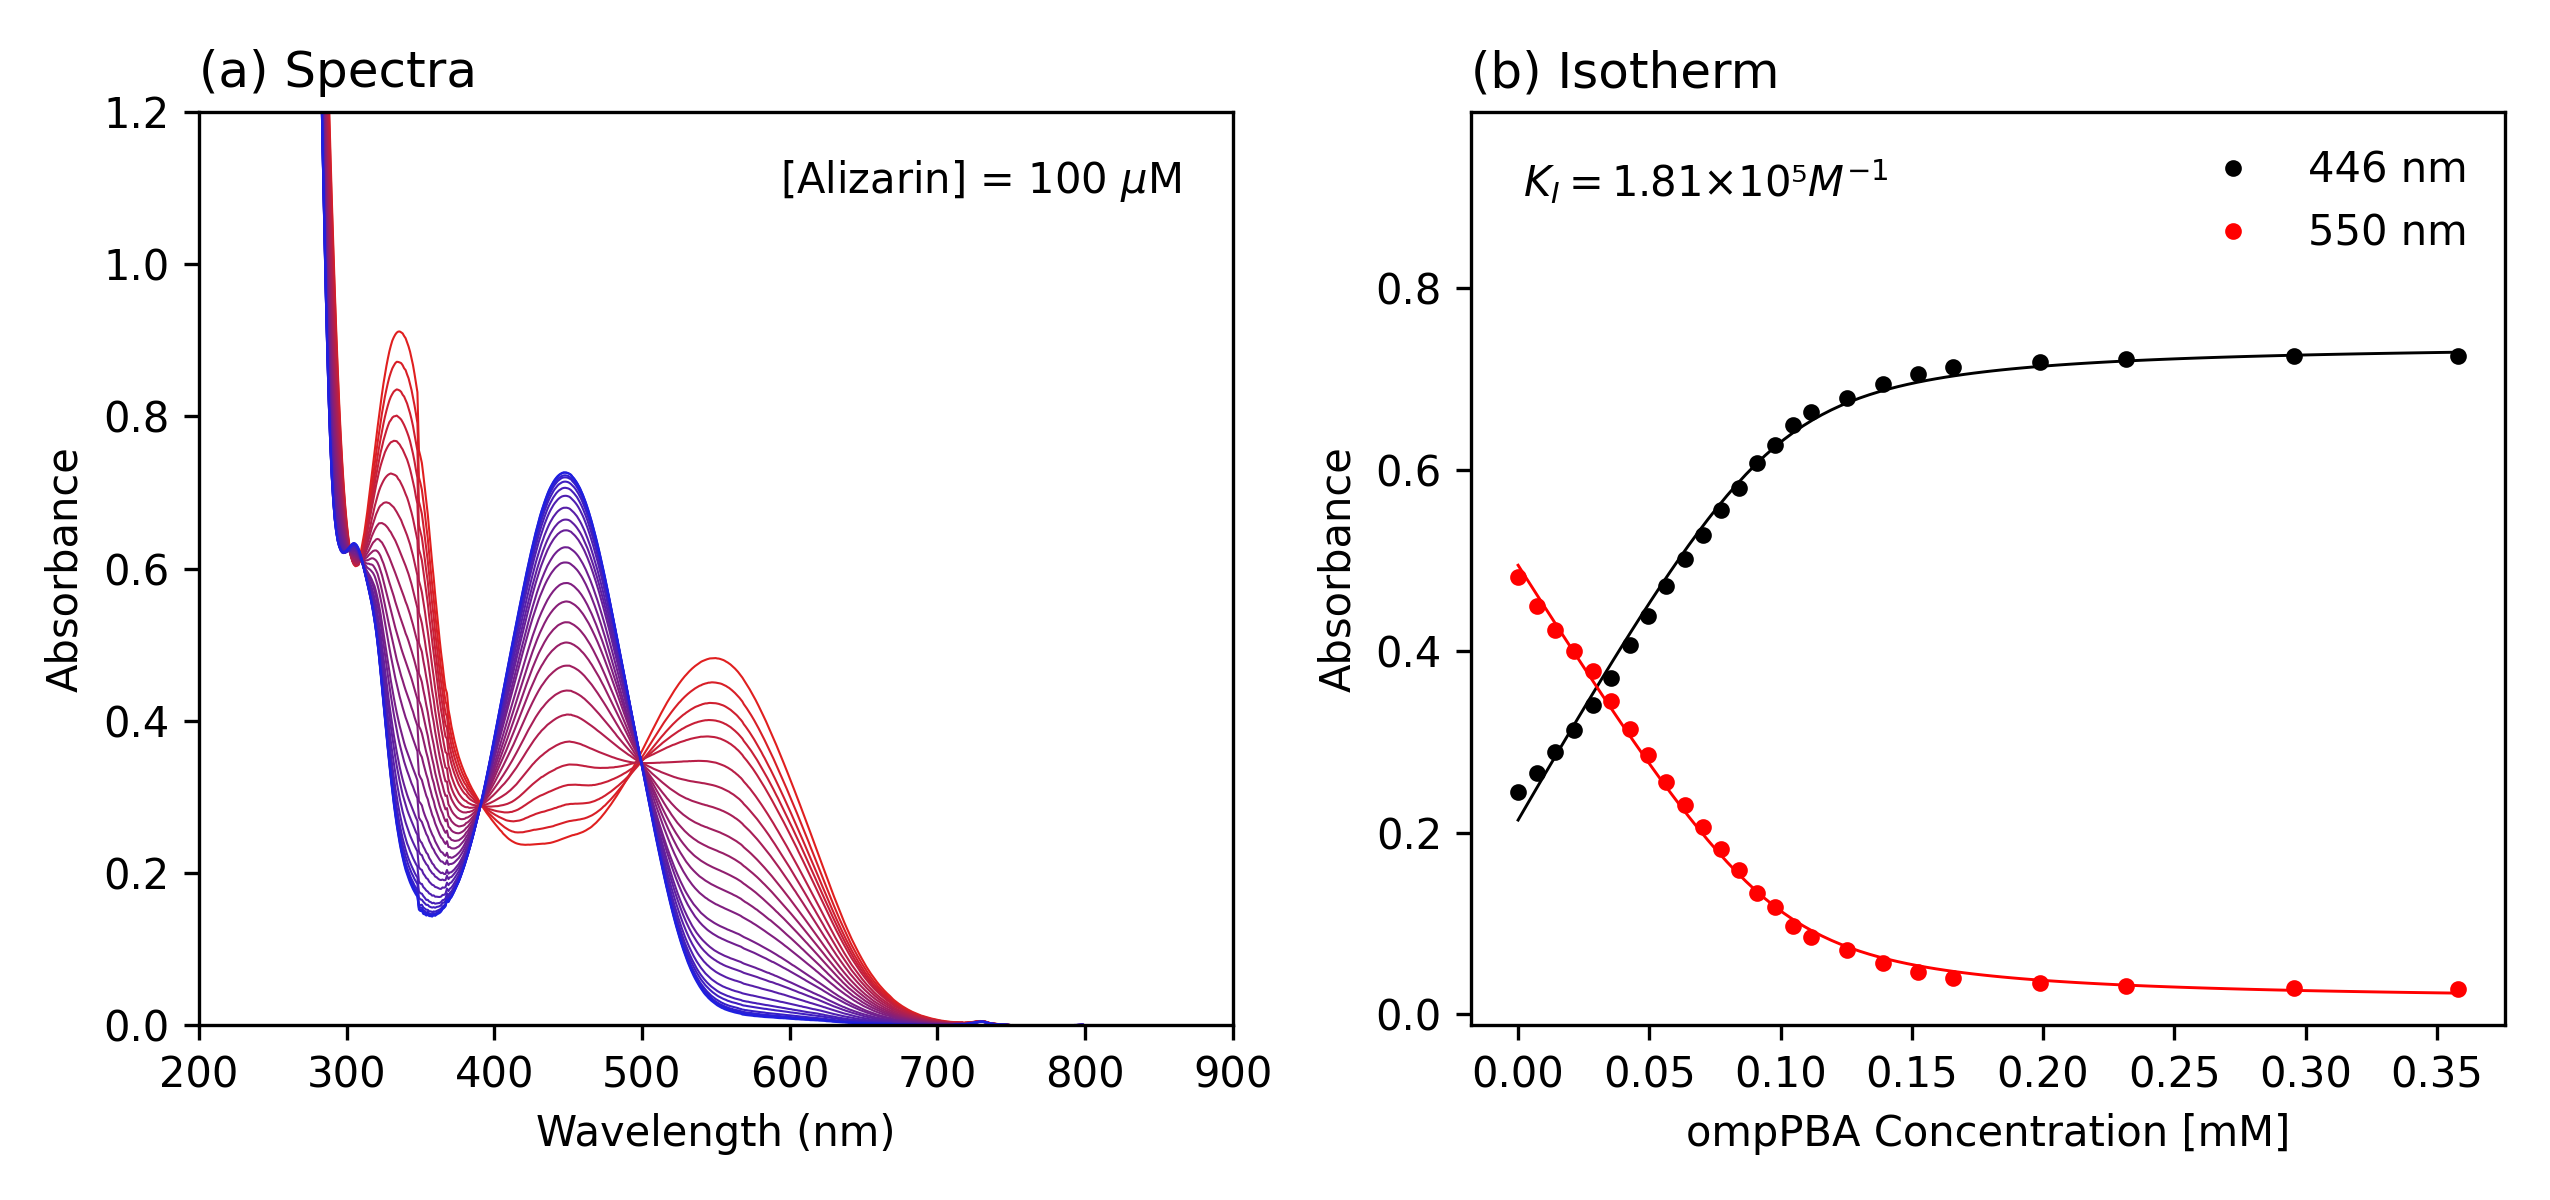 (a) Spectra
1.2
1.0
0.8
0.6
0.4
0.2
0.0
Absorbance
[Alizarin] = 100 μM
200 300 400 500 600 700 800 900
Wavelength (nm)
(b) Isotherm
0.8
0.6
0.4
0.2
0.0
Absorbance
K_I = 1.81×10⁵M⁻¹
446 nm
550 nm
0.00 0.05 0.10 0.15 0.20 0.25 0.30 0.35
ompPBA Concentration [mM]